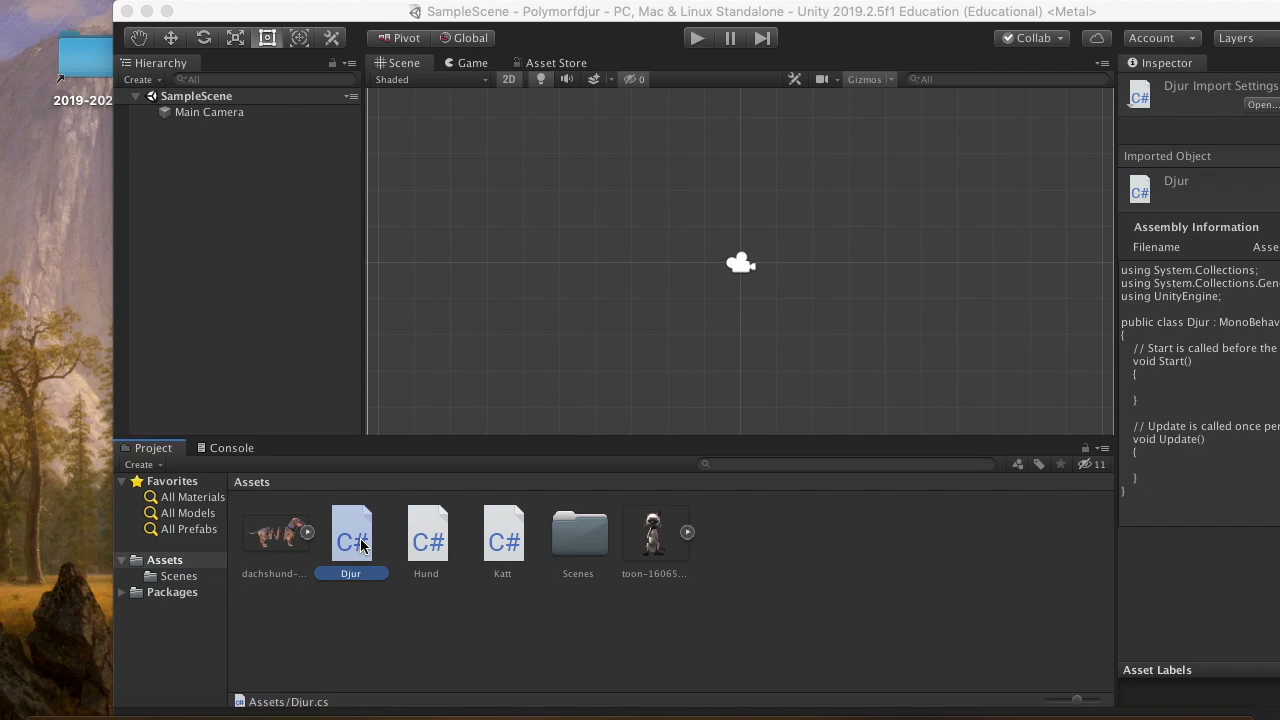 SampleScene - Polymorfdjur - PC, Mac & Linux Standalone - Unity 2019.2.5f1 Education (Educational) <Metal>
Pivot Global Collab Account Layers
2019-202
Hierarchy
Create All
SampleScene
Main Camera
Scene Game Asset Store
Shaded 2D 0 Gizmos All
Inspector
Djur Import Settings
Open...
Imported Object
Djur
Assembly Information
Filename Asse
using System.Collections;
using System.Collections.Gen
using UnityEngine;
public class Djur : MonoBehav
{
// Start is called before the
void Start()
{
}
// Update is called once per
void Update()
{
}
}
Asset Labels
Project Console
Create 11
Favorites
All Materials
All Models
All Prefabs
Assets
Scenes
Packages
Assets
C# C# C#
dachshund-... Djur Hund Katt Scenes toon-16065...
Assets/Djur.cs